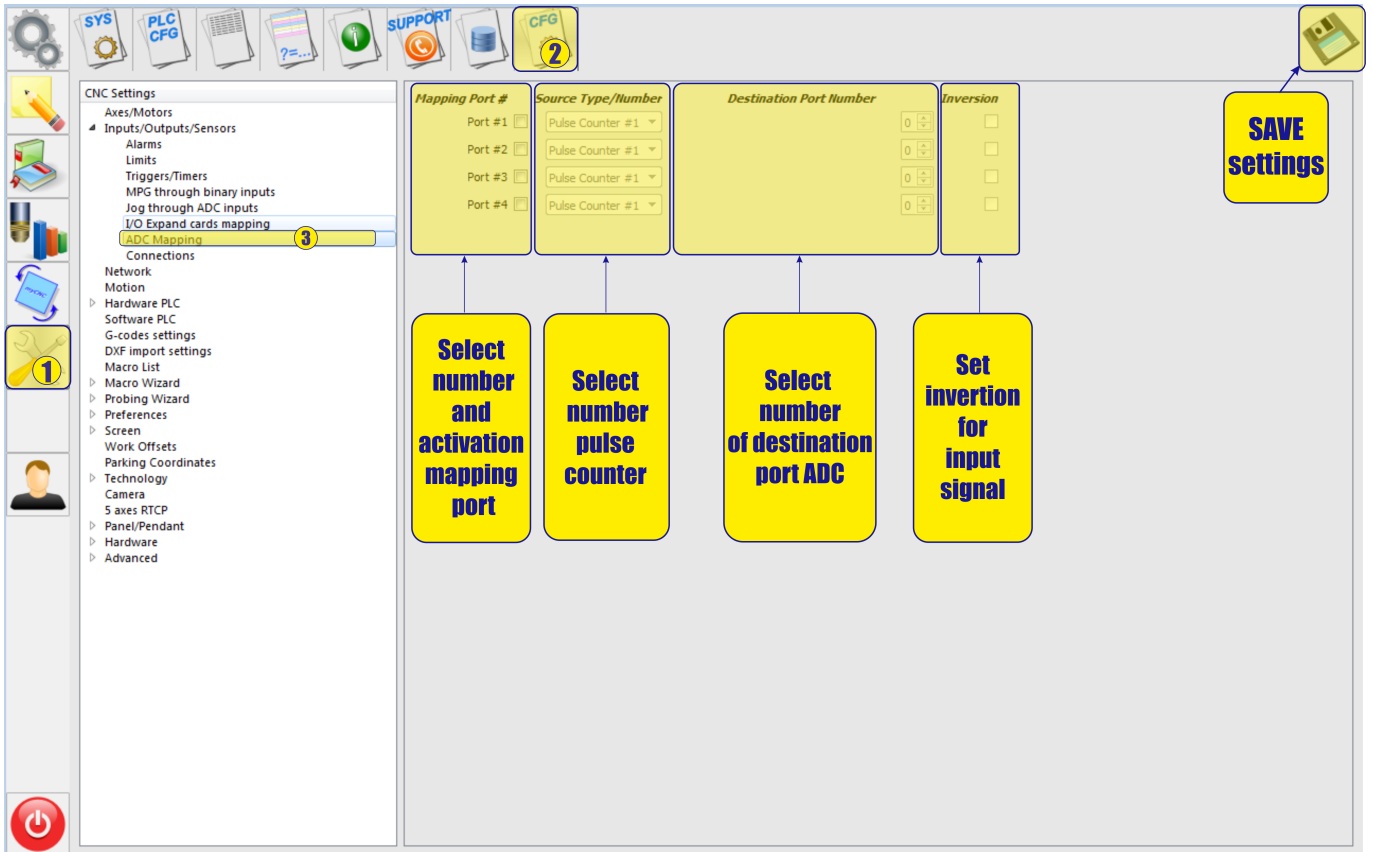 SYS
PLC
CFG
?=...
SUPPORT
CFG
2
CNC Settings
Axes/Motors
Inputs/Outputs/Sensors
Alarms
Limits
Triggers/Timers
MPG through binary inputs
Jog through ADC inputs
I/O Expand cards mapping
ADC Mapping
3
Connections
Network
Motion
Hardware PLC
Software PLC
G-codes settings
DXF import settings
Macro List
Macro Wizard
Probing Wizard
Preferences
Screen
Work Offsets
Parking Coordinates
Technology
Camera
5 axes RTCP
Panel/Pendant
Hardware
Advanced
myCNC
1
Mapping Port # Source Type/Number Destination Port Number Inversion
Port #1 Pulse Counter #1 0
Port #2 Pulse Counter #1 0
Port #3 Pulse Counter #1 0
Port #4 Pulse Counter #1 0
Select
number
and
activation
mapping
port
Select
number
pulse
counter
Select
number
of destination
port ADC
Set
invertion
for
input
signal
SAVE
settings